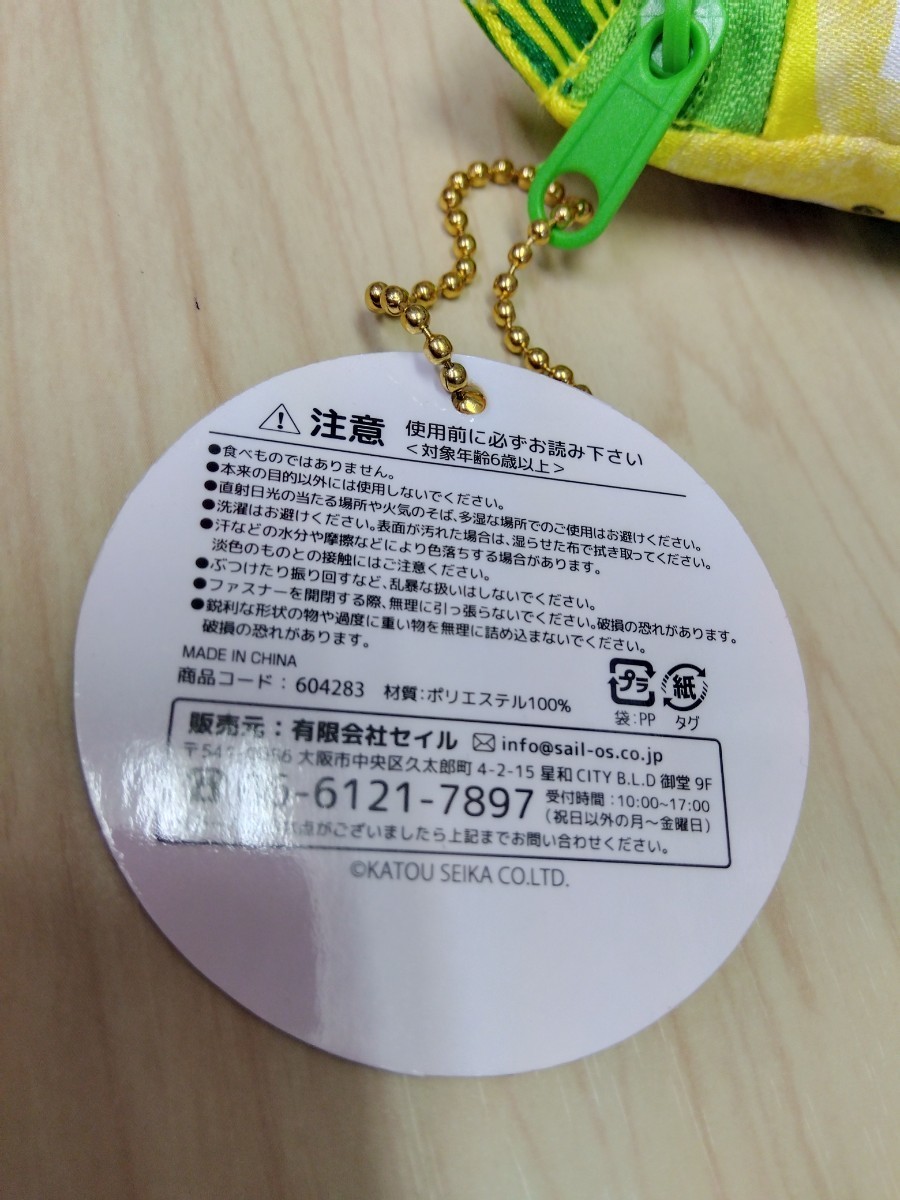 ⚠ 注意 使用前に必ずお読み下さい
＜対象年齢6歳以上＞
●食べものではありません。
●本来の目的以外には使用しないでください。
●直射日光の当たる場所や火気のそば、多湿な場所でのご使用はお避けください。
●洗濯はお避けください。表面が汚れた場合は、湿らせた布で拭き取ってください。
●汗などの水分や摩擦などにより色落ちする場合があります。
淡色のものとの接触にはご注意ください。
●ぶつけたり振り回すなど、乱暴な扱いはしないでください。
●ファスナーを開閉する際、無理に引っ張らないでください。破損の恐れがあります。
●鋭利な形状の物や過度に重い物を無理に詰め込まないでください。
破損の恐れがあります。
MADE IN CHINA
商品コード：604283 材質：ポリエステル100%
プラ 紙
袋：PP タグ
販売元：有限会社セイル ✉ info@sail-os.co.jp
大阪市中央区久太郎町 4-2-15 星和 CITY B.L.D 御堂 9F
-6121-7897 受付時間：10:00~17:00
（祝日以外の月～金曜日）
点がございましたら上記までお問い合わせください。
©KATOU SEIKA CO.LTD.